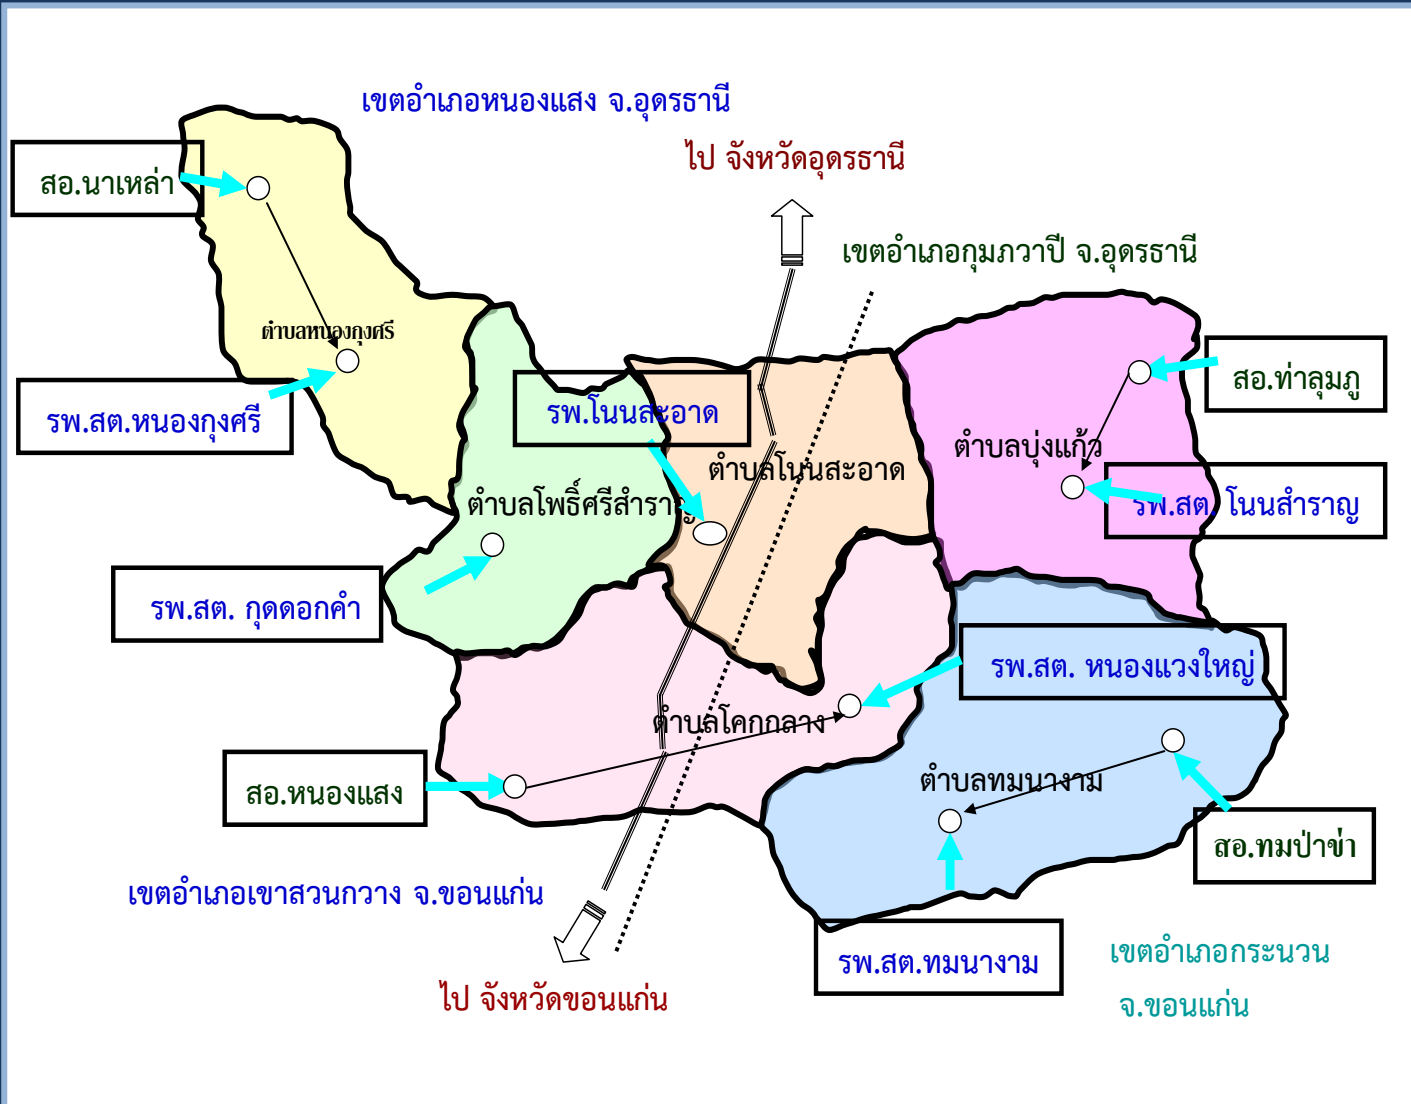 เขตอำเภอหนองแสง จ.อุดรธานี
ไป จังหวัดอุดรธานี
สอ.นาเหล่า
เขตอำเภอกุมภวาปี จ.อุดรธานี
ตำบลหนองกุงศรี
สอ.ท่าลุมภู
รพ.สต.หนองกุงศรี
รพ.โนนสะอาด
ตำบลบุ่งแก้ว
ตำบลโนนสะอาด
ตำบลโพธิ์ศรีสำราญ
รพ.สต. โนนสำราญ
รพ.สต. กุดดอกคำ
รพ.สต. หนองแวงใหญ่
ตำบลโคกกลาง
ตำบลทมนางาม
สอ.หนองแสง
สอ.ทมป่าข่า
เขตอำเภอเขาสวนกวาง จ.ขอนแก่น
รพ.สต.ทมนางาม
เขตอำเภอกระนวน
จ.ขอนแก่น
ไป จังหวัดขอนแก่น